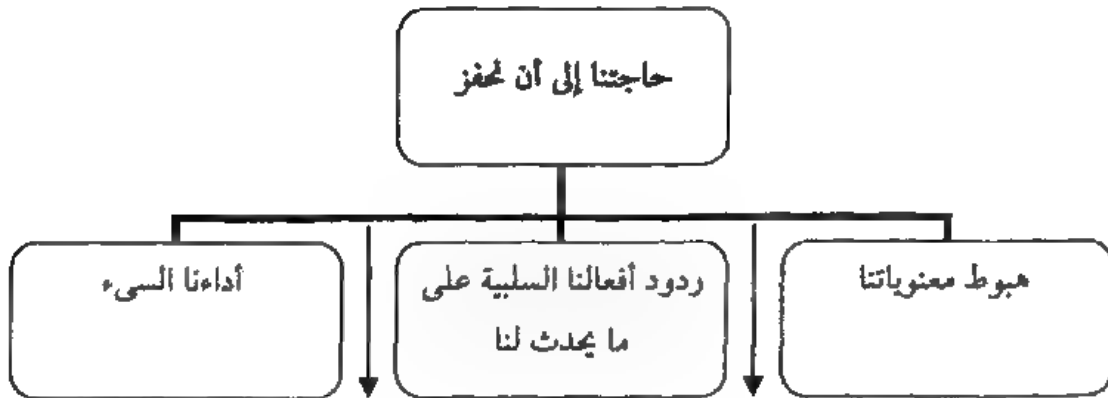 حاجتنا إلى أن نحفز
هبوط معنوياتنا
ردود أفعالنا السلبية على
ما يحدث لنا
أداءنا السيء